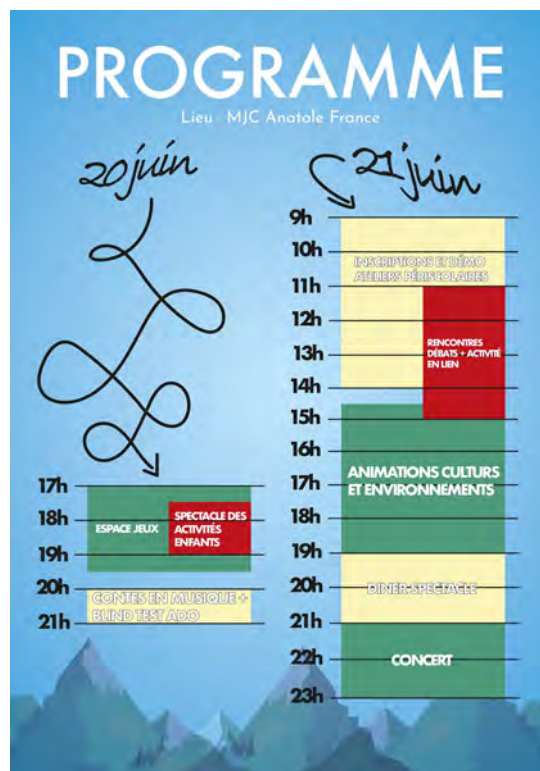 PROGRAMME
Lieu : MJC Anatole France
20 juin
17h
18h
19h
20h
21h
ESPACE JEUX
SPECTACLE DES
ACTIVITÉS
ENFANTS
CONTES EN MUSIQUE +
BLIND TEST ADO
21 juin
9h
10h
11h
12h
13h
14h
15h
16h
17h
18h
19h
20h
21h
22h
23h
INSCRIPTIONS ET DÉMO
ATELIERS PÉRISCOLAIRES
RENCONTRES
DÉBATS + ACTIVITÉ
EN LIEN
ANIMATIONS CULTURS
ET ENVIRONNEMENTS
DINER-SPECTACLE
CONCERT